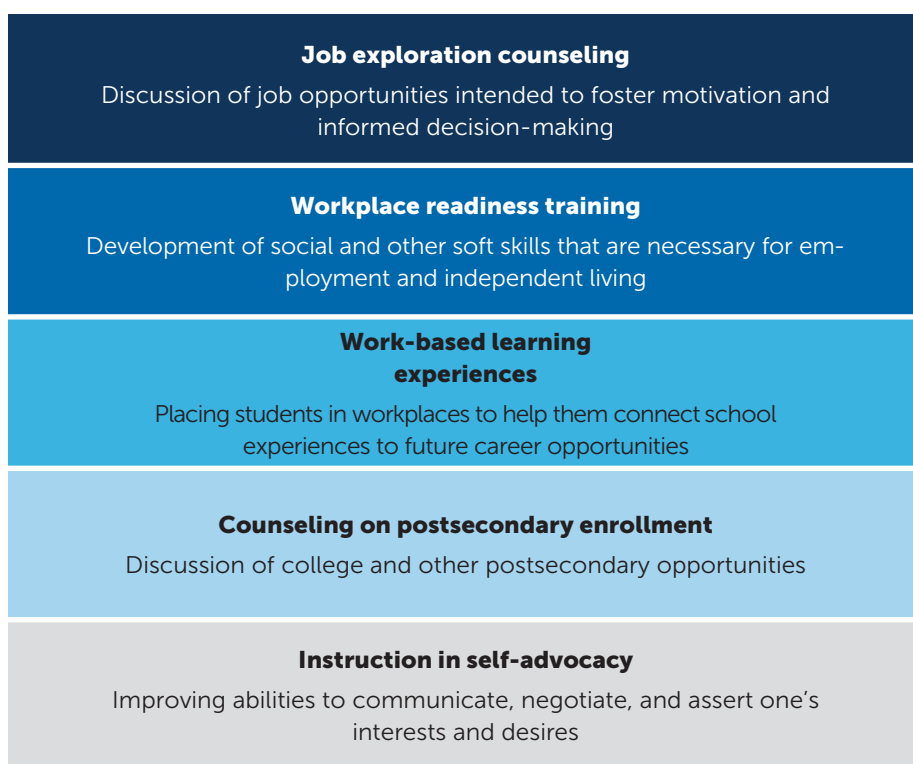 Job exploration counseling
Discussion of job opportunities intended to foster motivation and
informed decision-making
Workplace readiness training
Development of social and other soft skills that are necessary for em-
ployment and independent living
Work-based learning
experiences
Placing students in workplaces to help them connect school
experiences to future career opportunities
Counseling on postsecondary enrollment
Discussion of college and other postsecondary opportunities
Instruction in self-advocacy
Improving abilities to communicate, negotiate, and assert one’s
interests and desires